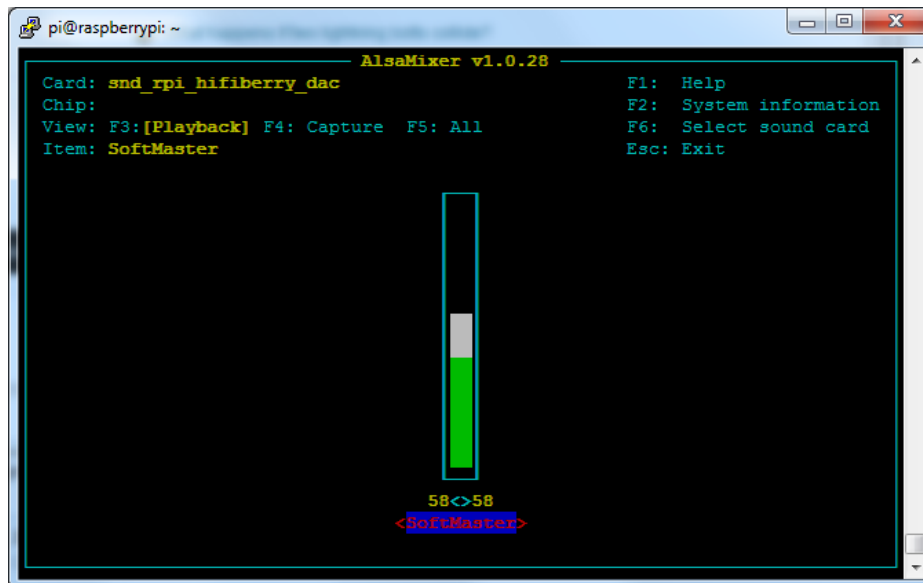 pi@raspberrypi: ~
AlsaMixer v1.0.28
Card: snd_rpi_hifiberry_dac F1: Help
Chip: F2: System information
View: F3:[Playback] F4: Capture F5: All F6: Select sound card
Item: SoftMaster Esc: Exit
58<>58
<SoftMaster>